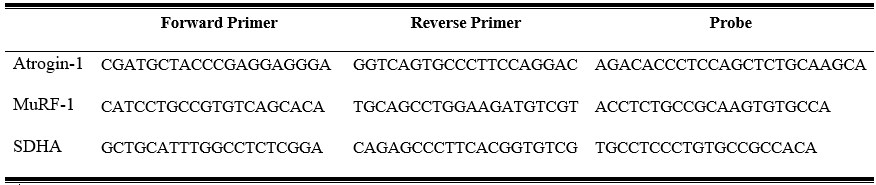 Forward Primer Reverse Primer Probe
Atrogin-1 CGATGCTACCCGAGGAGGGA GGTCAGTGCCCTTCCAGGAC AGACACCCTCCAGCTCTGCAAGCA
MuRF-1 CATCCTGCCGTGTCAGCACA TGCAGCCTGGAAGATGTCGT ACCTCTGCCGCAAGTGTGCCA
SDHA GCTGCATTTGGCCTCTCGGA CAGAGCCCTTCACGGTGTCG TGCCTCCCTGTGCCGCCACA